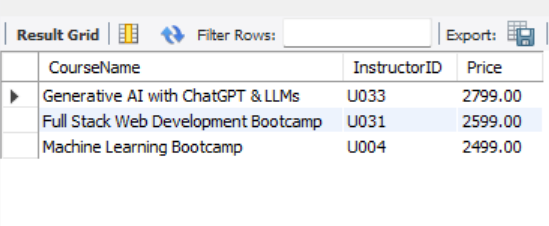 Result Grid Filter Rows: Export:
CourseName InstructorID Price
Generative AI with ChatGPT & LLMs U033 2799.00
Full Stack Web Development Bootcamp U031 2599.00
Machine Learning Bootcamp U004 2499.00